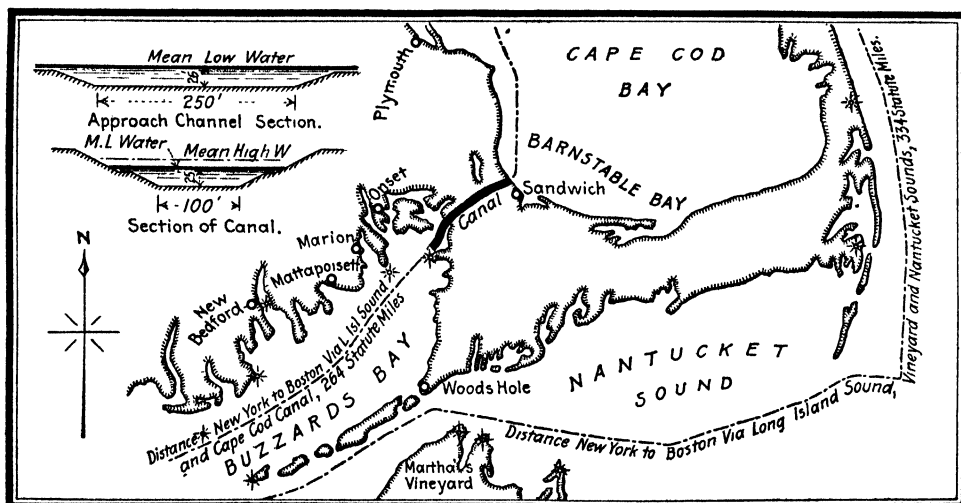 Mean Low Water
25'
250'
Approach Channel Section.
M.L Water
Mean High W
25'
100'
Section of Canal.
N
Plymouth
CAPE COD
BAY
BARNSTABLE BAY
Sandwich
Canal
Onset
Marion
Mattapoisett
New
Bedford
Distance New York to Boston Via L. Isl. Sound
and Cape Cod Canal, 264 Statute Miles
BUZZARDS BAY
Woods Hole
NANTUCKET
SOUND
Martha's
Vineyard
Distance New York to Boston Via Long Island Sound,
Vineyard and Nantucket Sounds, 334 Statute Miles.